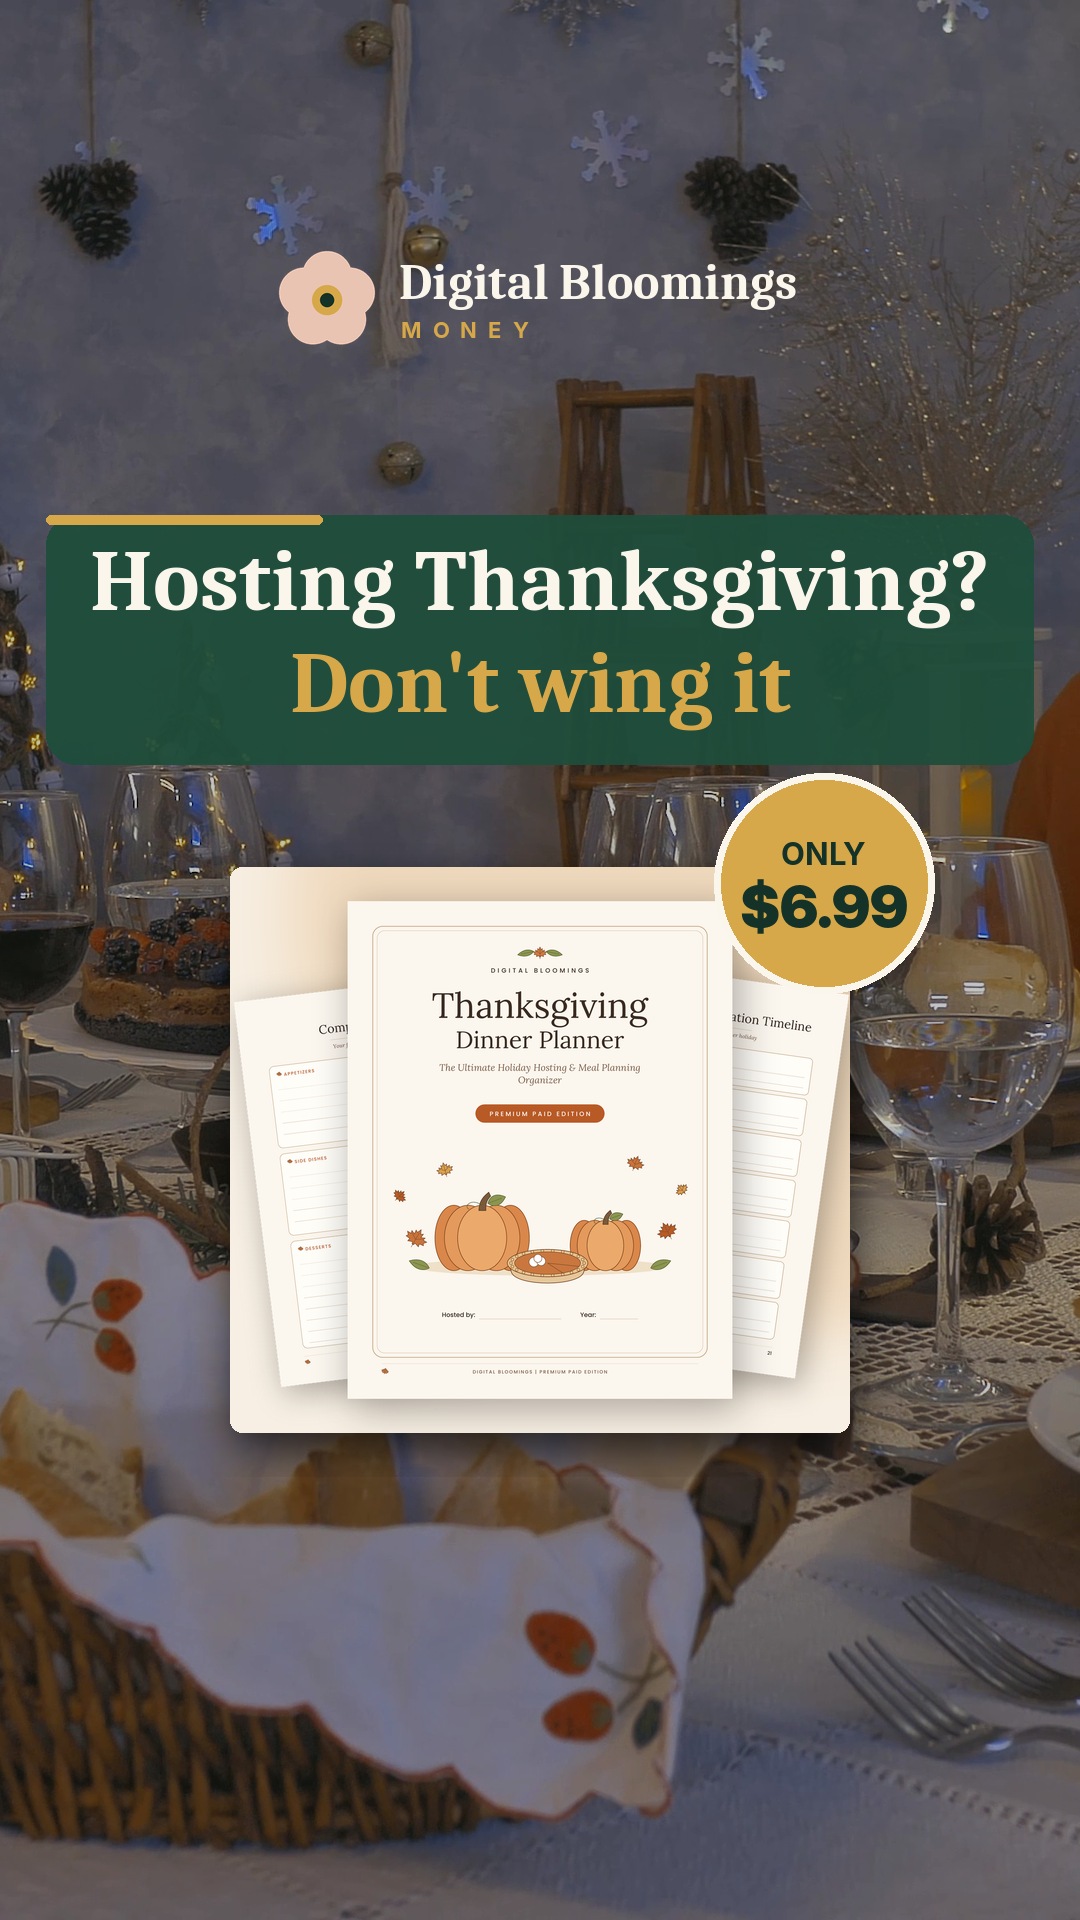 Digital Bloomings
MONEY
Hosting Thanksgiving?
Don't wing it
ONLY
$6.99
DIGITAL BLOOMINGS
Thanksgiving
Dinner Planner
The Ultimate Holiday Hosting & Meal Planning
Organizer
PREMIUM PAID EDITION
Hosted by:
Year:
DIGITAL BLOOMINGS | PREMIUM PAID EDITION
APPETIZERS
SIDE DISHES
DESSERTS
Timeline
holiday
21